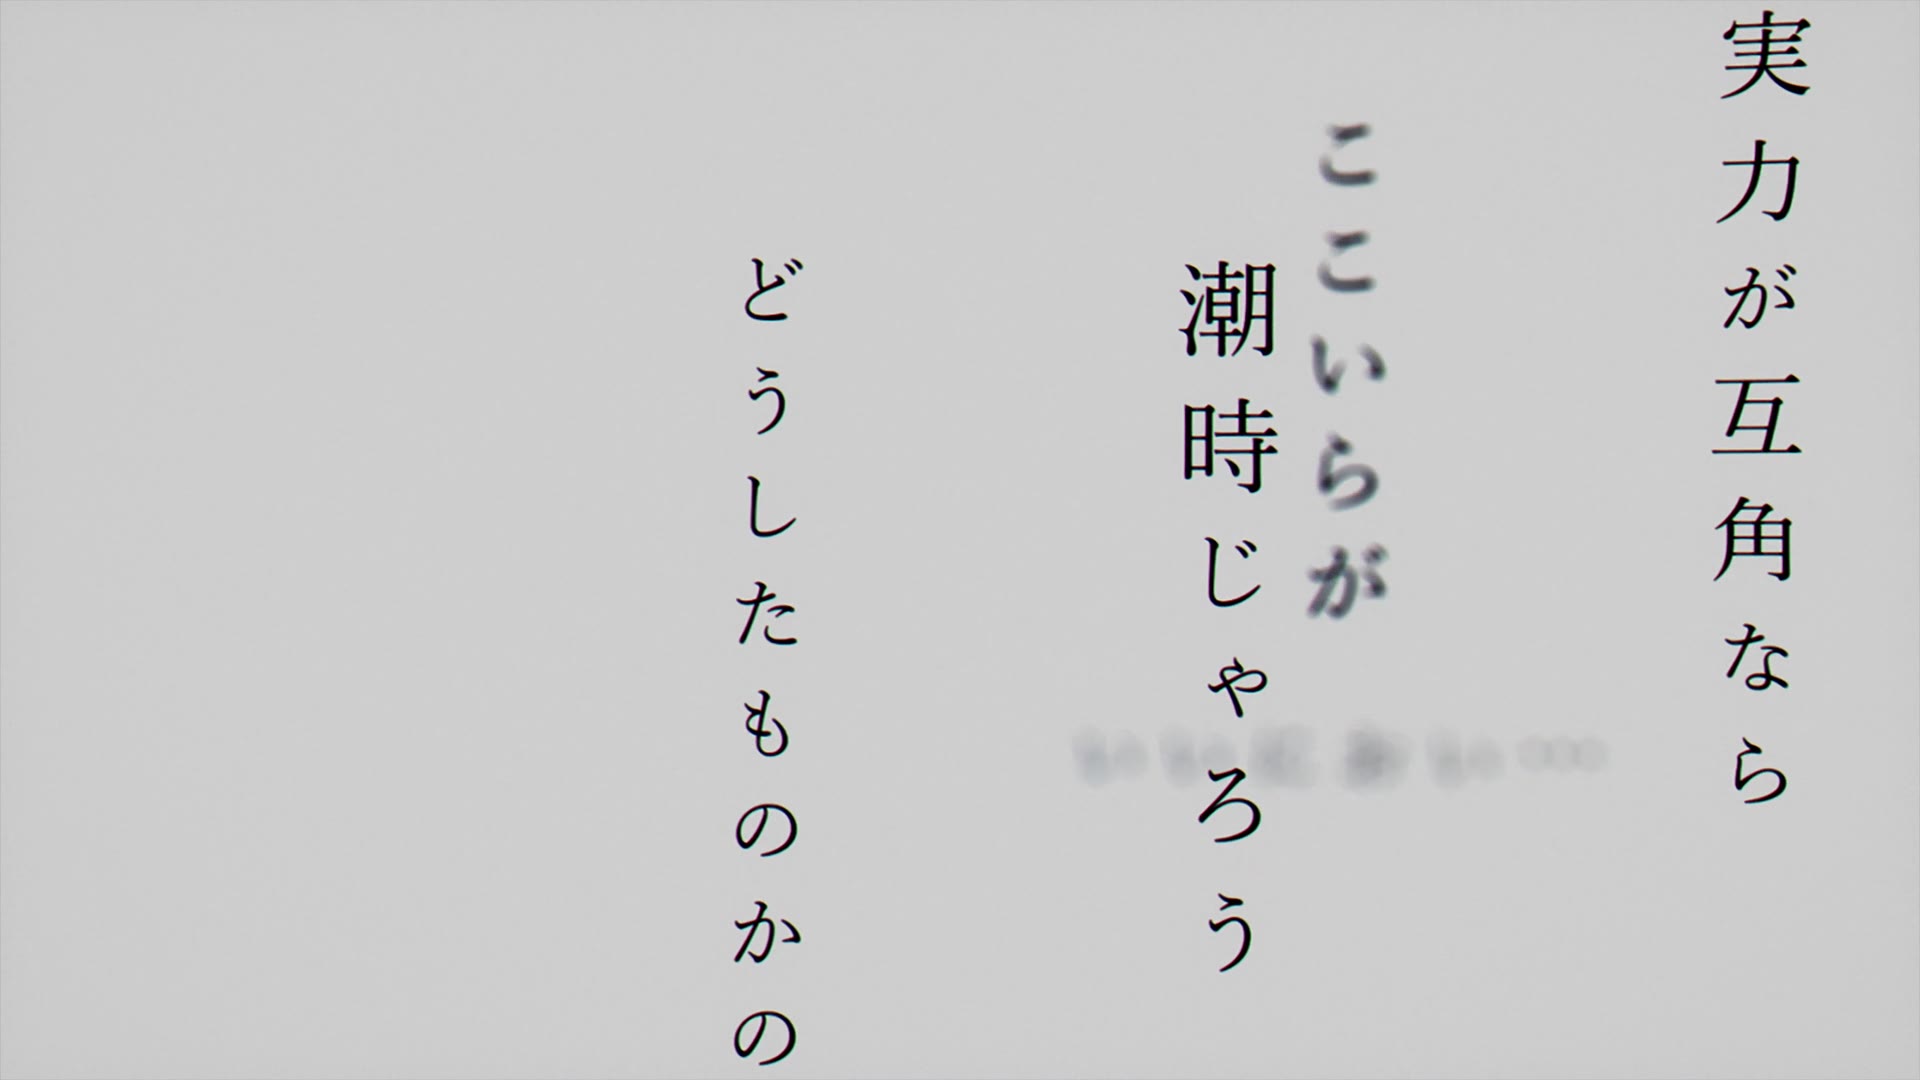 実力が互角なら
ここいらが
潮時じゃろう
どうしたものかの